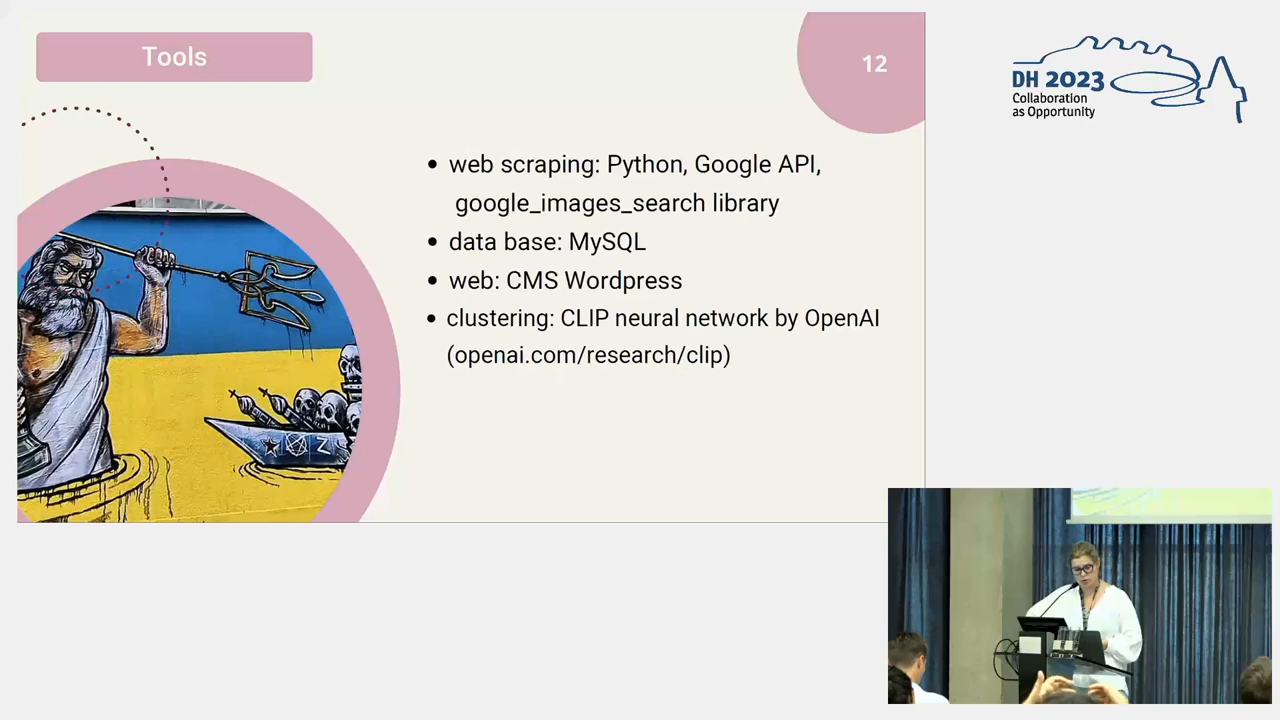 Tools
12
web scraping: Python, Google API,
google_images_search library
data base: MySQL
web: CMS Wordpress
clustering: CLIP neural network by OpenAI
(openai.com/research/clip)
Z
DH 2023
Collaboration
as Opportunity